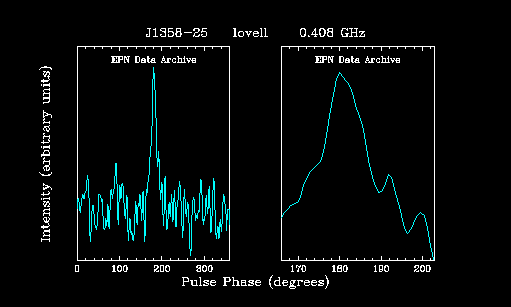 J1358-25 lovell 0.408 GHz
EPN Data Archive EPN Data Archive
Intensity (arbitrary units)
0 100 200 300 170 180 190 200
Pulse Phase (degrees)